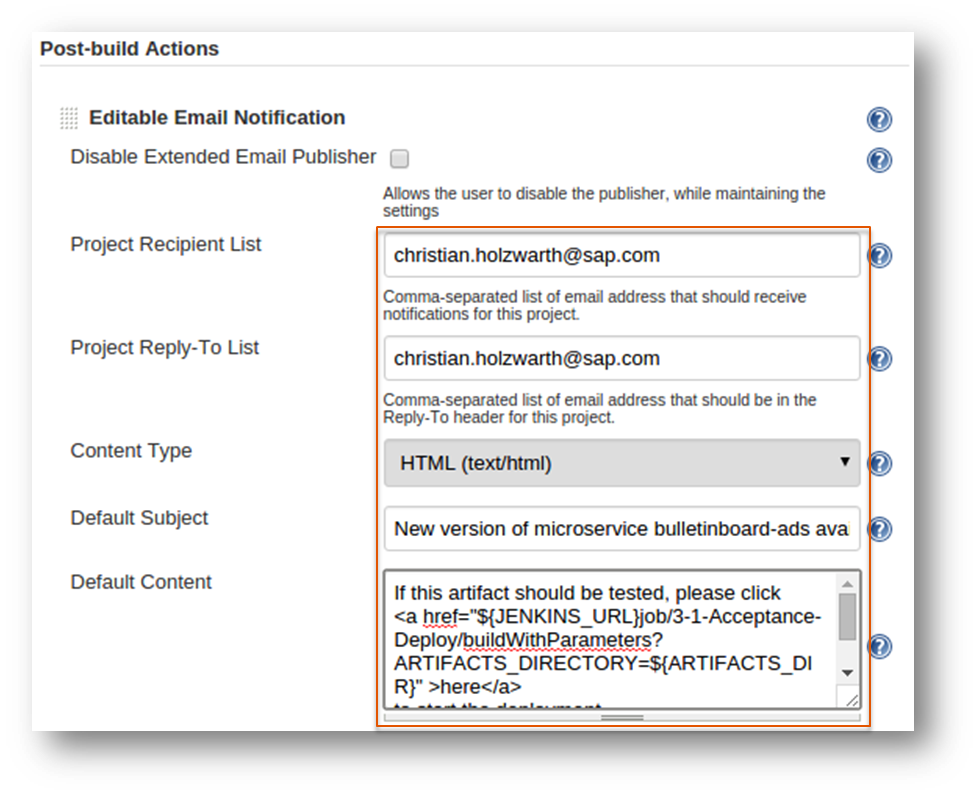 Post-build Actions
Editable Email Notification
Disable Extended Email Publisher
Allows the user to disable the publisher, while maintaining the
settings
Project Recipient List
christian.holzwarth@sap.com
Comma-separated list of email address that should receive
notifications for this project.
Project Reply-To List
christian.holzwarth@sap.com
Comma-separated list of email address that should be in the
Reply-To header for this project.
Content Type
HTML (text/html)
Default Subject
New version of microservice bulletinboard-ads ava
Default Content
If this artifact should be tested, please click
<a href="${JENKINS_URL}job/3-1-Acceptance-
Deploy/buildWithParameters?
ARTIFACTS_DIRECTORY=${ARTIFACTS_DI
R}" >here</a>
to start the deployment